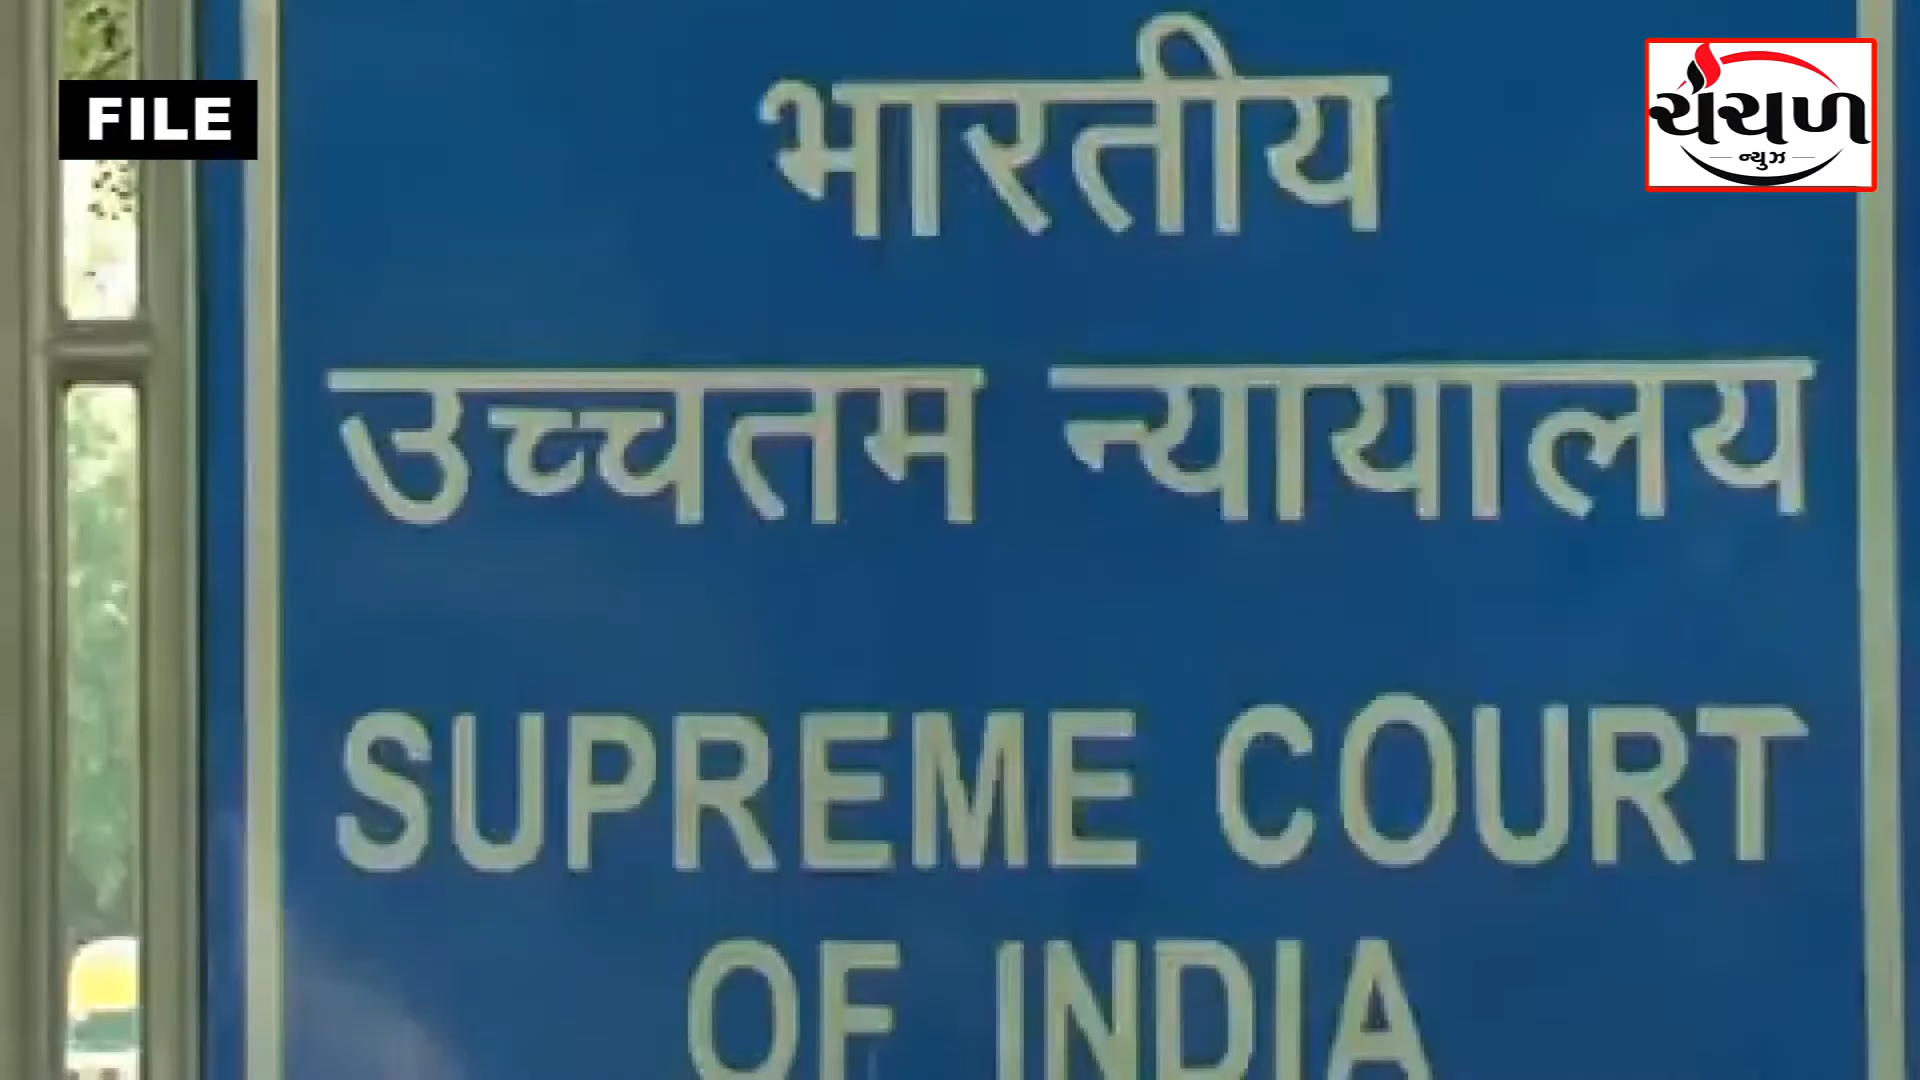 FILE
ચંચળ
ન્યુઝ
भारतीय
उच्चतम न्यायालय
SUPREME COURT
OF INDIA